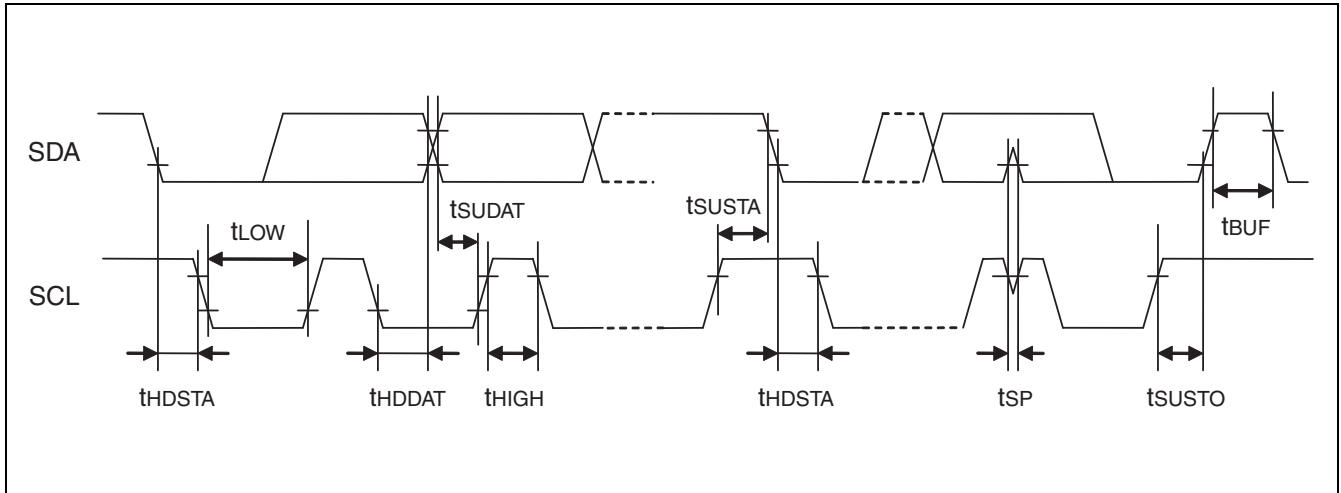 SDA
tSUDAT
tSUSTA
tLOW
tBUF
SCL
tHDSTA
tHDDAT
tHIGH
tHDSTA
tSP
tSUSTO